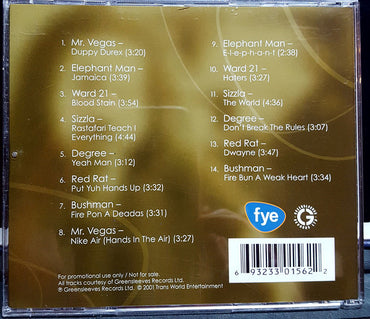 1. Mr. Vegas –
Duppy Durex (3:20)
2. Elephant Man –
Jamaica (3:39)
3. Ward 21 –
Blood Stain (3:54)
4. Sizzla –
Rastafari Teach I
Everything (4:44)
5. Degree –
Yeah Man (3:12)
6. Red Rat –
Put Yuh Hands Up (3:32)
7. Bushman –
Fire Pon A Deadas (3:31)
8. Mr. Vegas –
Nike Air (Hands In The Air) (3:27)
9. Elephant Man –
E-l-e-p-h-a-n-t (2:38)
10. Ward 21 –
Haters (3:27)
11. Sizzla –
The World (4:36)
12. Degree –
Don't Break The Rules (3:07)
13. Red Rat –
Dwayne (3:47)
14. Bushman –
Fire Bun A Weak Heart (3:34)
fye
G
For promotional use only / Not for sale.
All tracks courtesy of Greensleeves Records Ltd.
℗ Greensleeves Records Ltd. © 2001 Trans World Entertainment
6 93233 01562 2